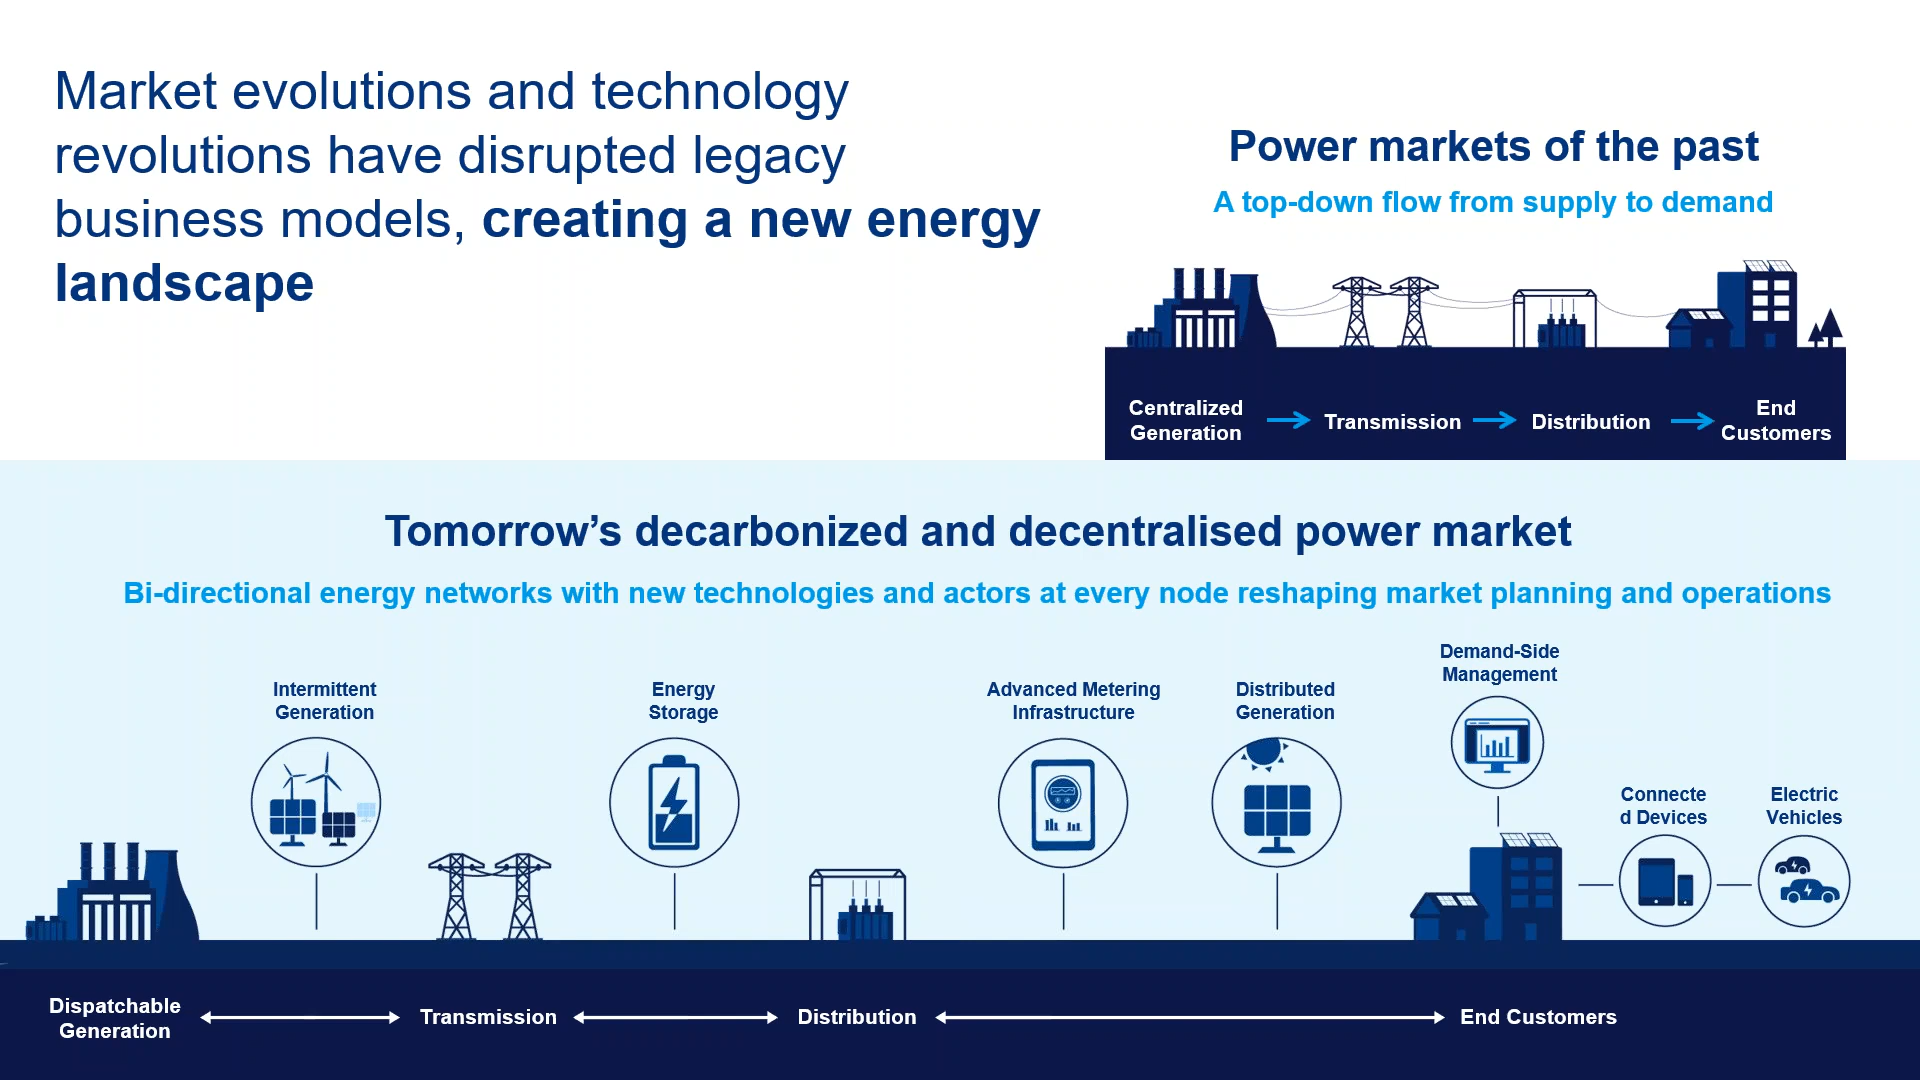 Market evolutions and technology
revolutions have disrupted legacy
business models, creating a new energy
landscape
Power markets of the past
A top-down flow from supply to demand
Centralized
Generation
Transmission
Distribution
End
Customers
Tomorrow’s decarbonized and decentralised power market
Bi-directional energy networks with new technologies and actors at every node reshaping market planning and operations
Intermittent
Generation
Energy
Storage
Advanced Metering
Infrastructure
Distributed
Generation
Demand-Side
Management
Connecte
d Devices
Electric
Vehicles
Dispatchable
Generation
Transmission
Distribution
End Customers